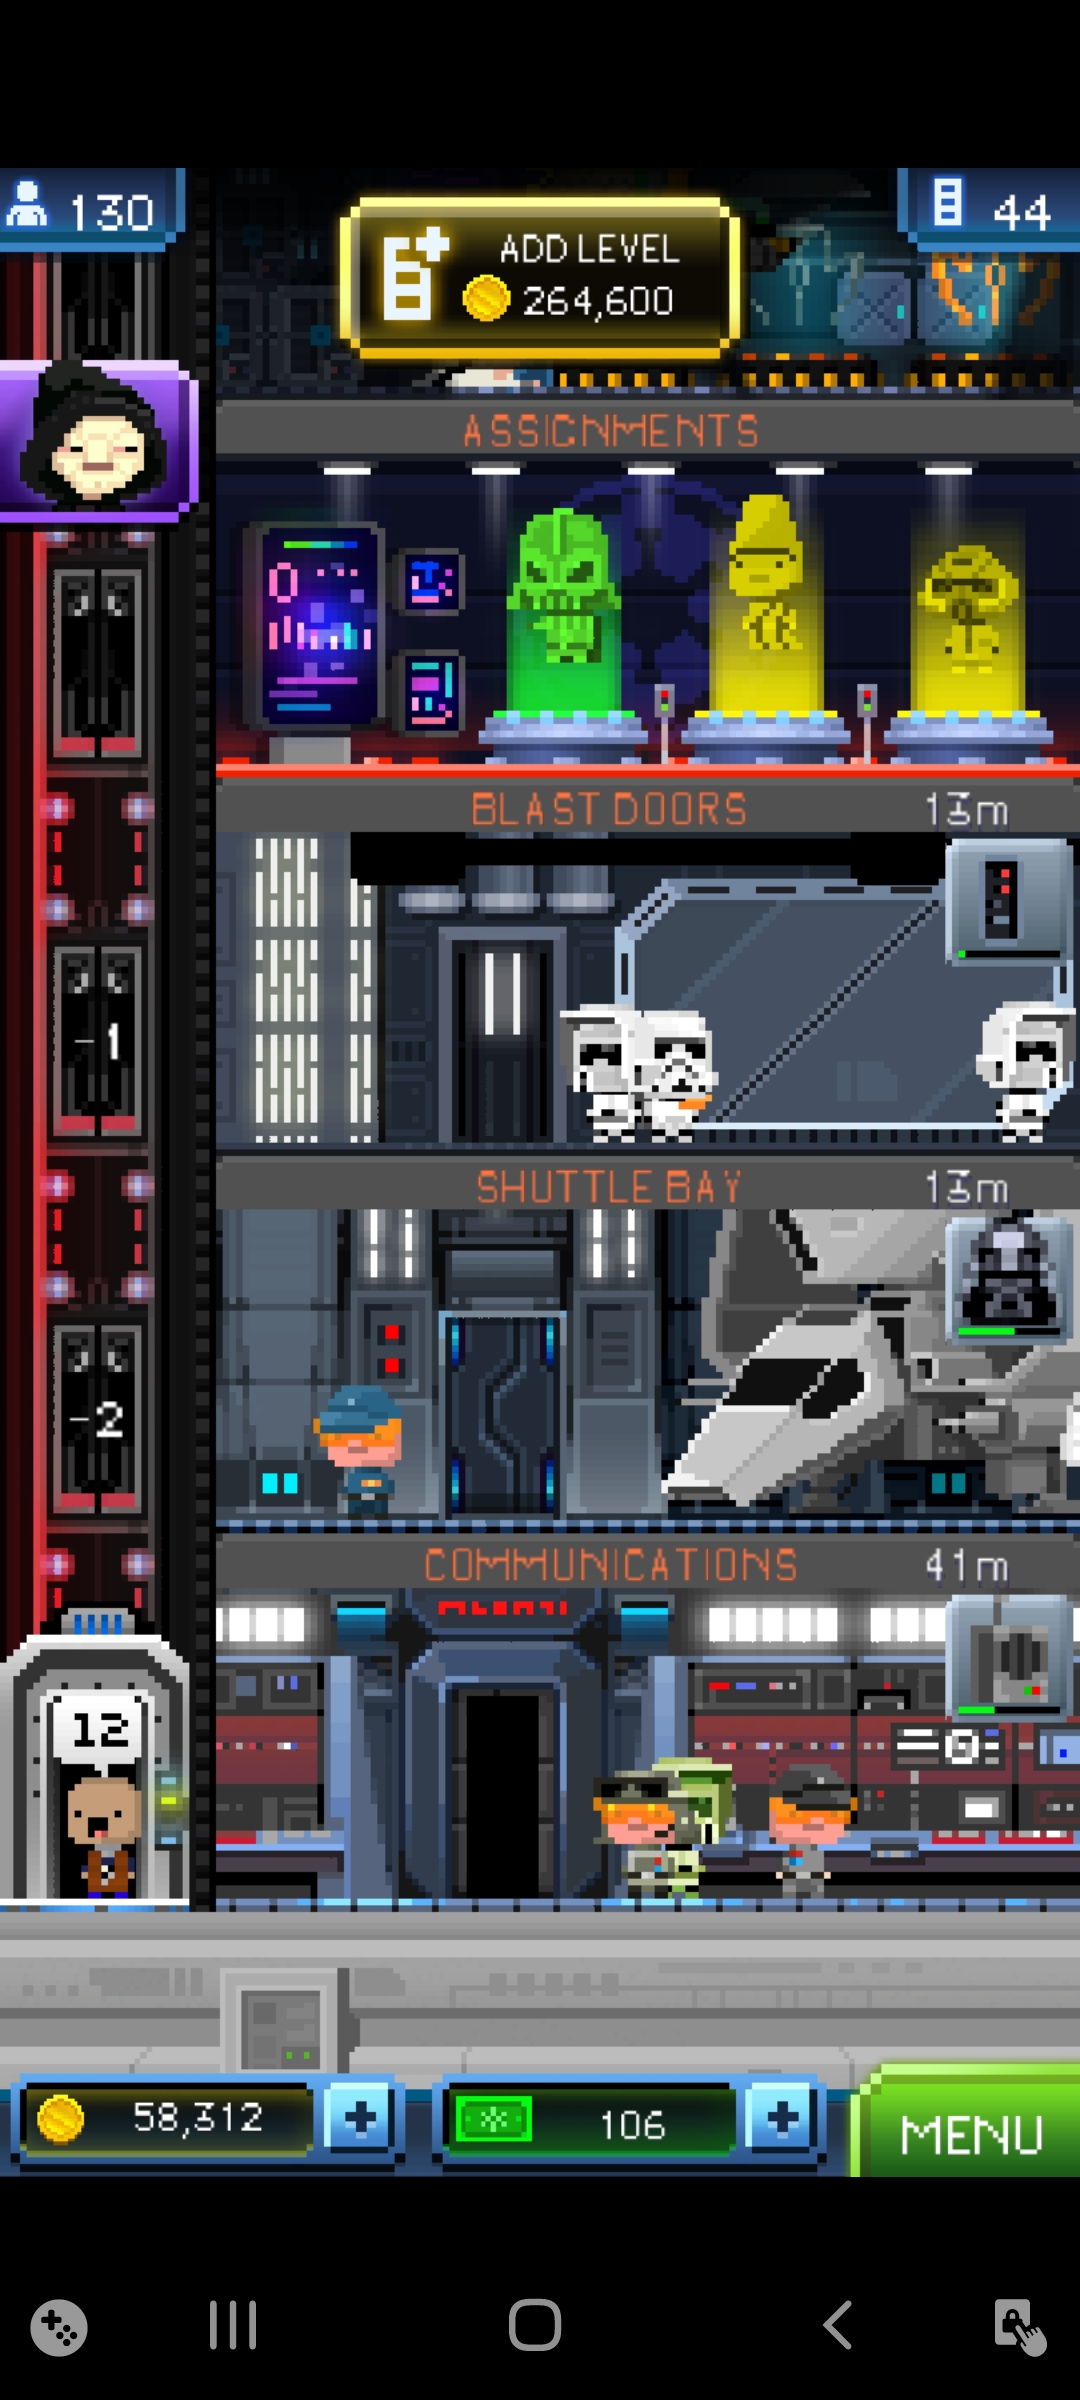 130
ADD LEVEL
264,600
44
ASSIGNMENTS
BLAST DOORS 13m
-1
SHUTTLE BAY 13m
-2
COMMUNICATIONS 41m
12
58,312
106
MENU